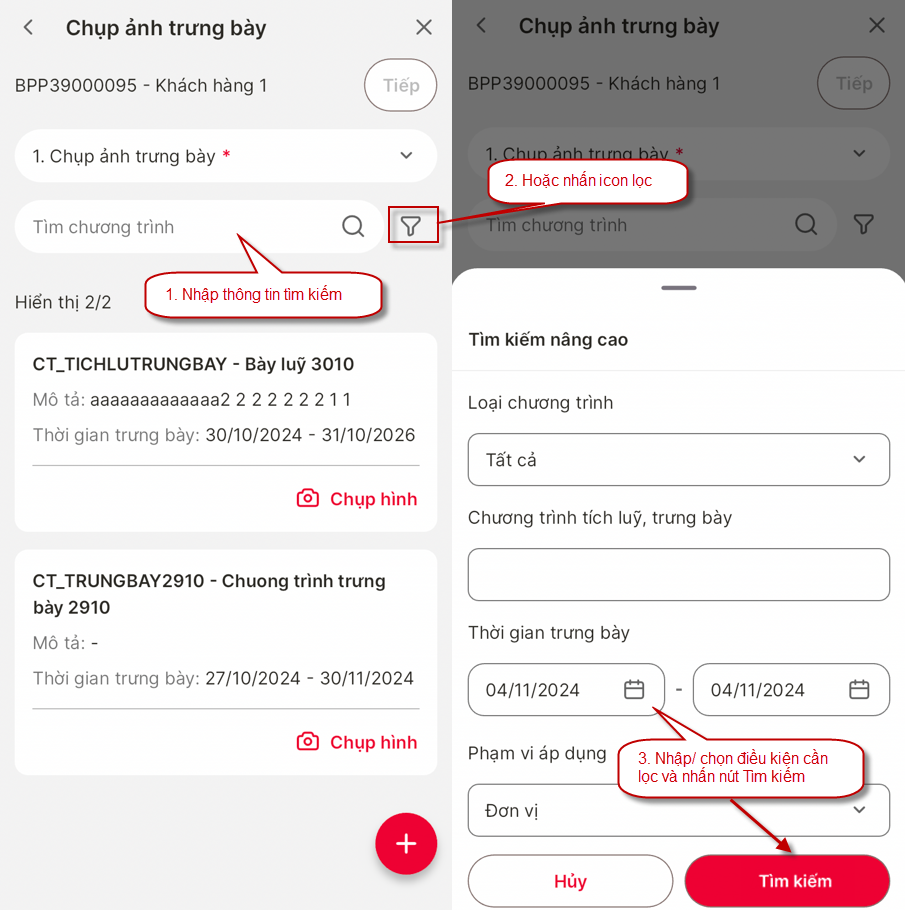 Chụp ảnh trưng bày
BPP39000095 - Khách hàng 1
Tiếp
1. Chụp ảnh trưng bày *
Tìm chương trình
1. Nhập thông tin tìm kiếm
Hiển thị 2/2
CT_TICHLUTRUNGBAY - Bày luỹ 3010
Mô tả: aaaaaaaaaaaaa2 2 2 2 2 2 2 1 1
Thời gian trưng bày: 30/10/2024 - 31/10/2026
Chụp hình
CT_TRUNGBAY2910 - Chuong trình trưng
bày 2910
Mô tả: -
Thời gian trưng bày: 27/10/2024 - 30/11/2024
Chụp hình
Chụp ảnh trưng bày
BPP39000095 - Khách hàng 1
Tiếp
1. Chụp ảnh trưng bày *
2. Hoặc nhấn icon lọc
Tìm chương trình
Tìm kiếm nâng cao
Loại chương trình
Tất cả
Chương trình tích luỹ, trưng bày
Thời gian trưng bày
04/11/2024 - 04/11/2024
Phạm vi áp dụng
3. Nhập/ chọn điều kiện cần
lọc và nhấn nút Tìm kiếm
Đơn vị
Hủy
Tìm kiếm